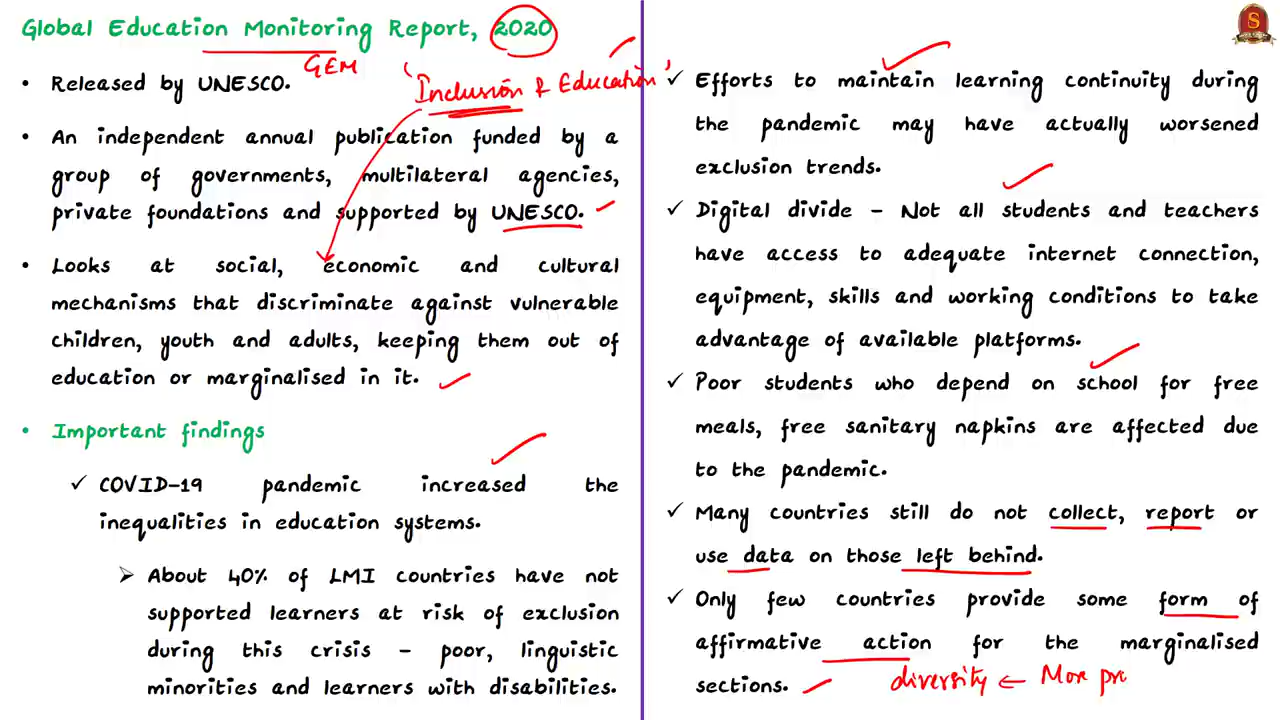 Global Education Monitoring Report, 2020
GEM
'Inclusion & Education'
• Released by UNESCO.
• An independent annual publication funded by a
group of governments, multilateral agencies,
private foundations and supported by UNESCO.
• Looks at social, economic and cultural
mechanisms that discriminate against vulnerable
children, youth and adults, keeping them out of
education or marginalised in it.
• Important findings
✓ COVID-19 pandemic increased the
inequalities in education systems.
➢ About 40% of LMI countries have not
supported learners at risk of exclusion
during this crisis – poor, linguistic
minorities and learners with disabilities.
✓ Efforts to maintain learning continuity during
the pandemic may have actually worsened
exclusion trends.
✓ Digital divide – Not all students and teachers
have access to adequate internet connection,
equipment, skills and working conditions to take
advantage of available platforms.
✓ Poor students who depend on school for free
meals, free sanitary napkins are affected due
to the pandemic.
✓ Many countries still do not collect, report or
use data on those left behind.
✓ Only few countries provide some form of
affirmative action for the marginalised
sections.
diversity ← More pr
S